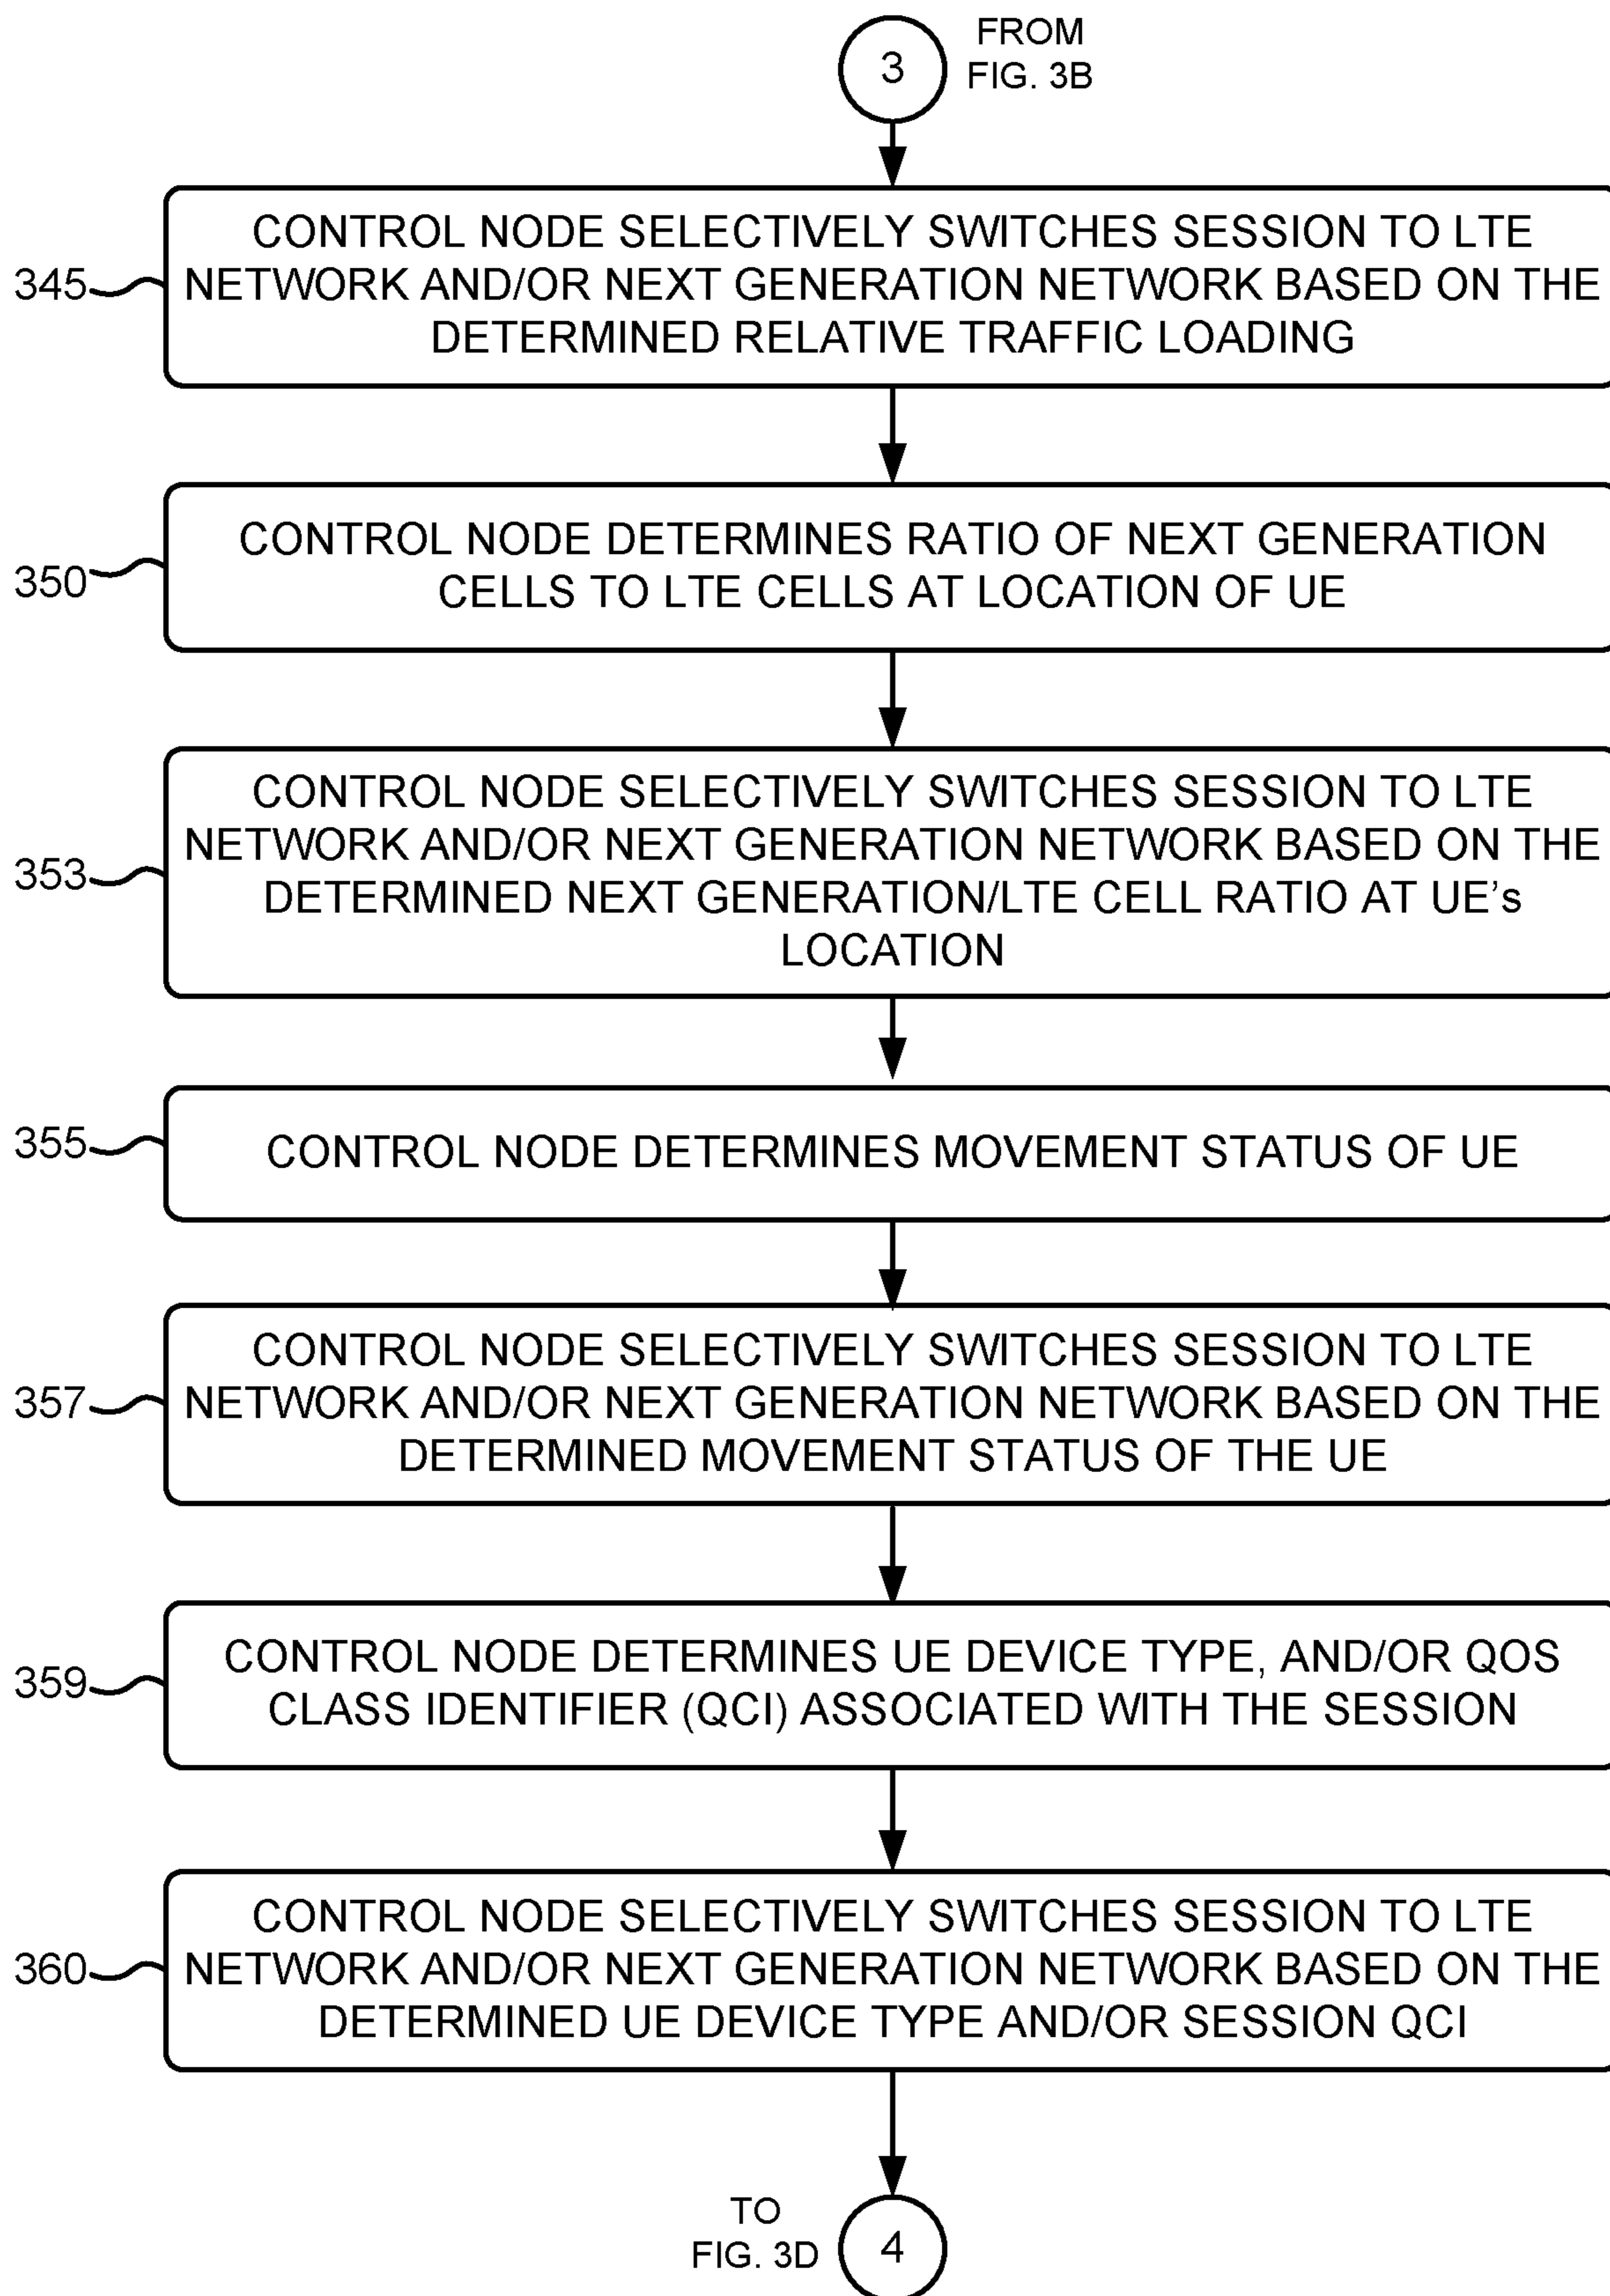 3
FROM
FIG. 3B
345
CONTROL NODE SELECTIVELY SWITCHES SESSION TO LTE
NETWORK AND/OR NEXT GENERATION NETWORK BASED ON THE
DETERMINED RELATIVE TRAFFIC LOADING
350
CONTROL NODE DETERMINES RATIO OF NEXT GENERATION
CELLS TO LTE CELLS AT LOCATION OF UE
353
CONTROL NODE SELECTIVELY SWITCHES SESSION TO LTE
NETWORK AND/OR NEXT GENERATION NETWORK BASED ON THE
DETERMINED NEXT GENERATION/LTE CELL RATIO AT UE's
LOCATION
355
CONTROL NODE DETERMINES MOVEMENT STATUS OF UE
357
CONTROL NODE SELECTIVELY SWITCHES SESSION TO LTE
NETWORK AND/OR NEXT GENERATION NETWORK BASED ON THE
DETERMINED MOVEMENT STATUS OF THE UE
359
CONTROL NODE DETERMINES UE DEVICE TYPE, AND/OR QOS
CLASS IDENTIFIER (QCI) ASSOCIATED WITH THE SESSION
360
CONTROL NODE SELECTIVELY SWITCHES SESSION TO LTE
NETWORK AND/OR NEXT GENERATION NETWORK BASED ON THE
DETERMINED UE DEVICE TYPE AND/OR SESSION QCI
TO
FIG. 3D
4